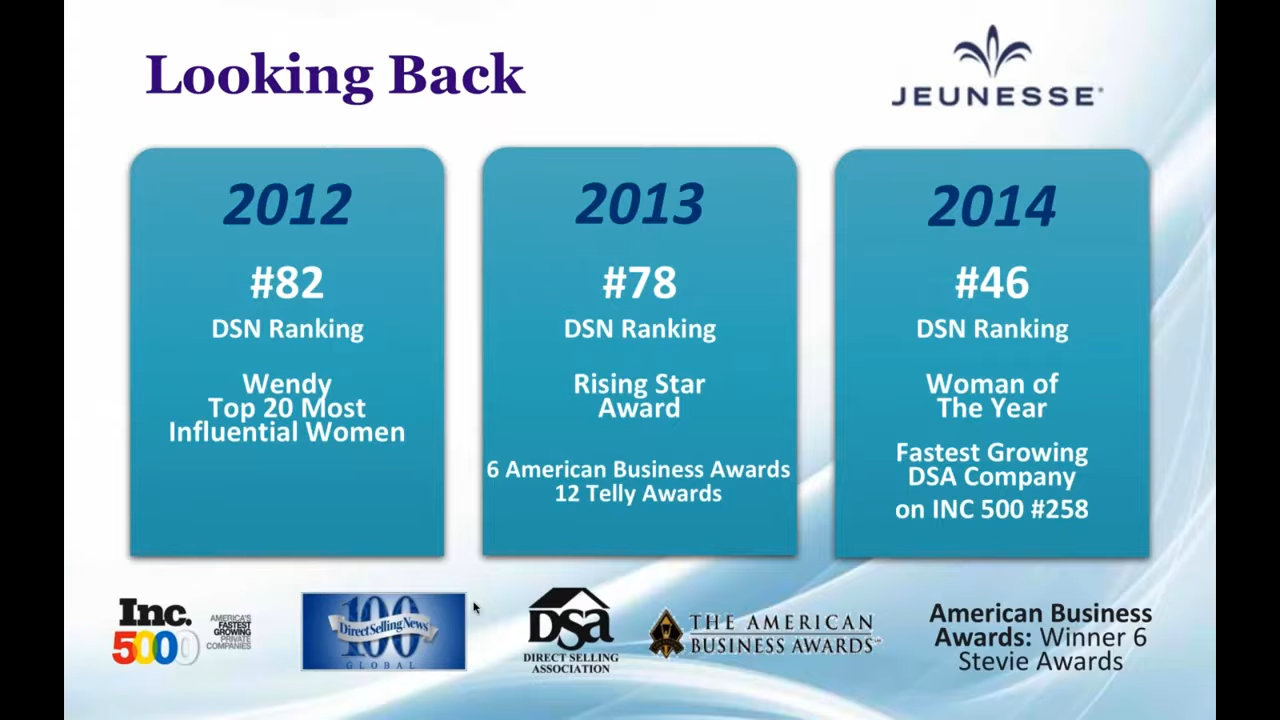 Looking Back
JEUNESSE®
2012
#82
DSN Ranking
Wendy
Top 20 Most
Influential Women
2013
#78
DSN Ranking
Rising Star
Award
6 American Business Awards
12 Telly Awards
2014
#46
DSN Ranking
Woman of
The Year
Fastest Growing
DSA Company
on INC 500 #258
Inc.
5000
AMERICA'S
FASTEST
GROWING
PRIVATE
COMPANIES
100
Direct Selling News
GLOBAL
DSa
DIRECT SELLING
ASSOCIATION
THE AMERICAN
BUSINESS AWARDS
American Business
Awards: Winner 6
Stevie Awards